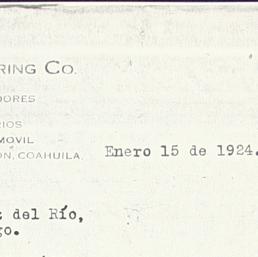 RING CO.
DORES
RIOS
MOVIL
ON, COAHUILA.
Enero 15 de 1924.
z del Río,
go.